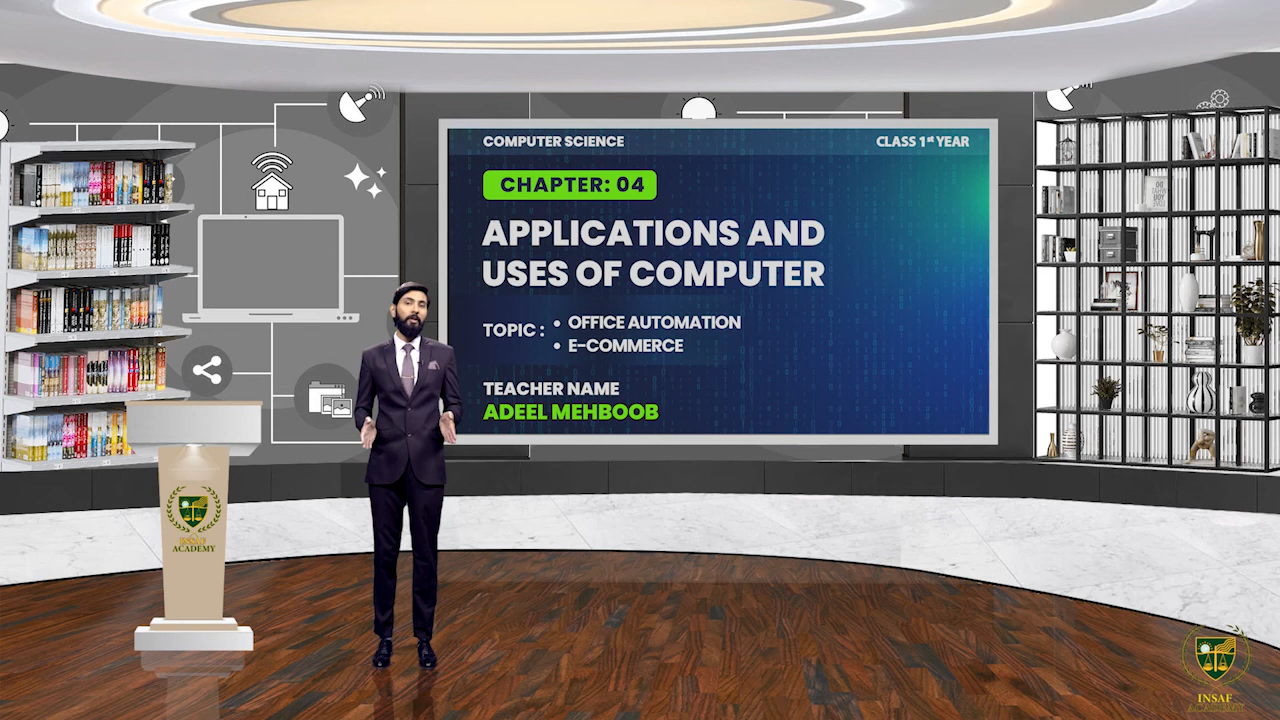 COMPUTER SCIENCE
CLASS 1st YEAR
CHAPTER: 04
APPLICATIONS AND
USES OF COMPUTER
TOPIC :
• OFFICE AUTOMATION
• E-COMMERCE
TEACHER NAME
ADEEL MEHBOOB
INSAF
ACADEMY
INSAF
ACADEMY